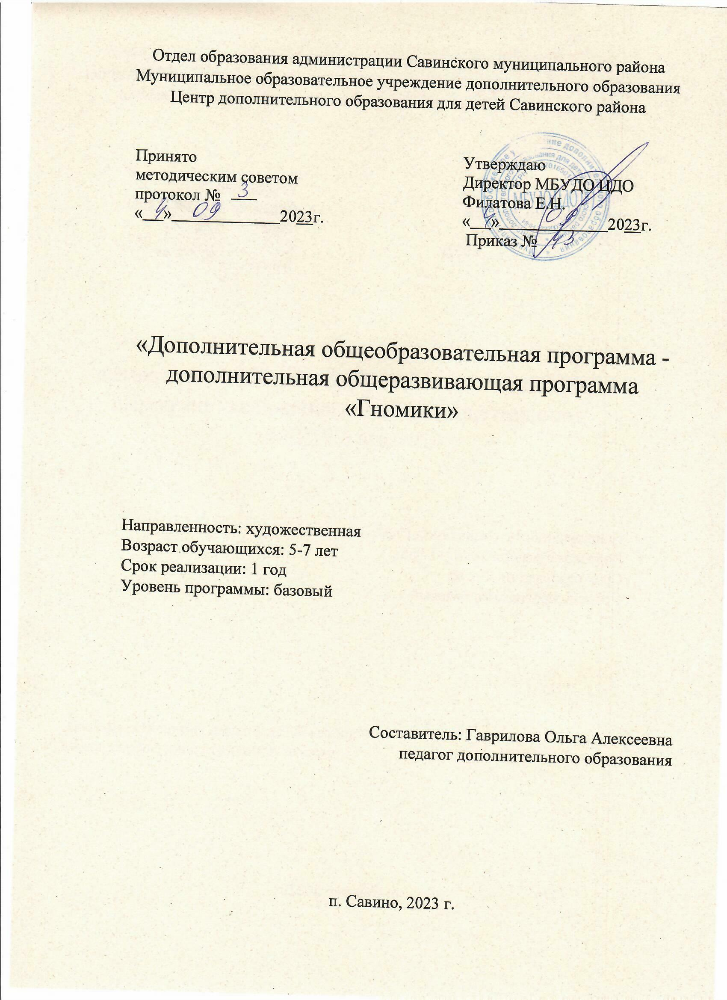 Отдел образования администрации Савинского муниципального района
Муниципальное образовательное учреждение дополнительного образования
Центр дополнительного образования для детей Савинского района
Принято
методическим советом
протокол № 3
«4» 09 2023г.
Утверждаю
Директор МБУДО ЦДО
Филатова Е.Н.
«4» 09 2023г.
Приказ №
«Дополнительная общеобразовательная программа -
дополнительная общеразвивающая программа
«Гномики»
Направленность: художественная
Возраст обучающихся: 5-7 лет
Срок реализации: 1 год
Уровень программы: базовый
Составитель: Гаврилова Ольга Алексеевна
педагог дополнительного образования
п. Савино, 2023 г.